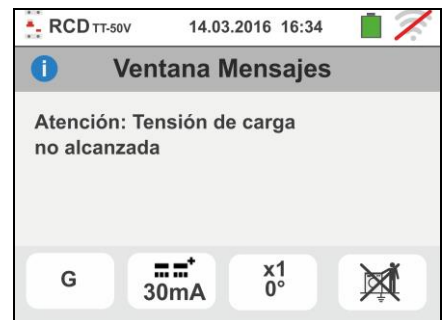 RCD TT-50V 14.03.2016 16:34
i Ventana Mensajes
Atención: Tensión de carga
no alcanzada
G 30mA x1
0°